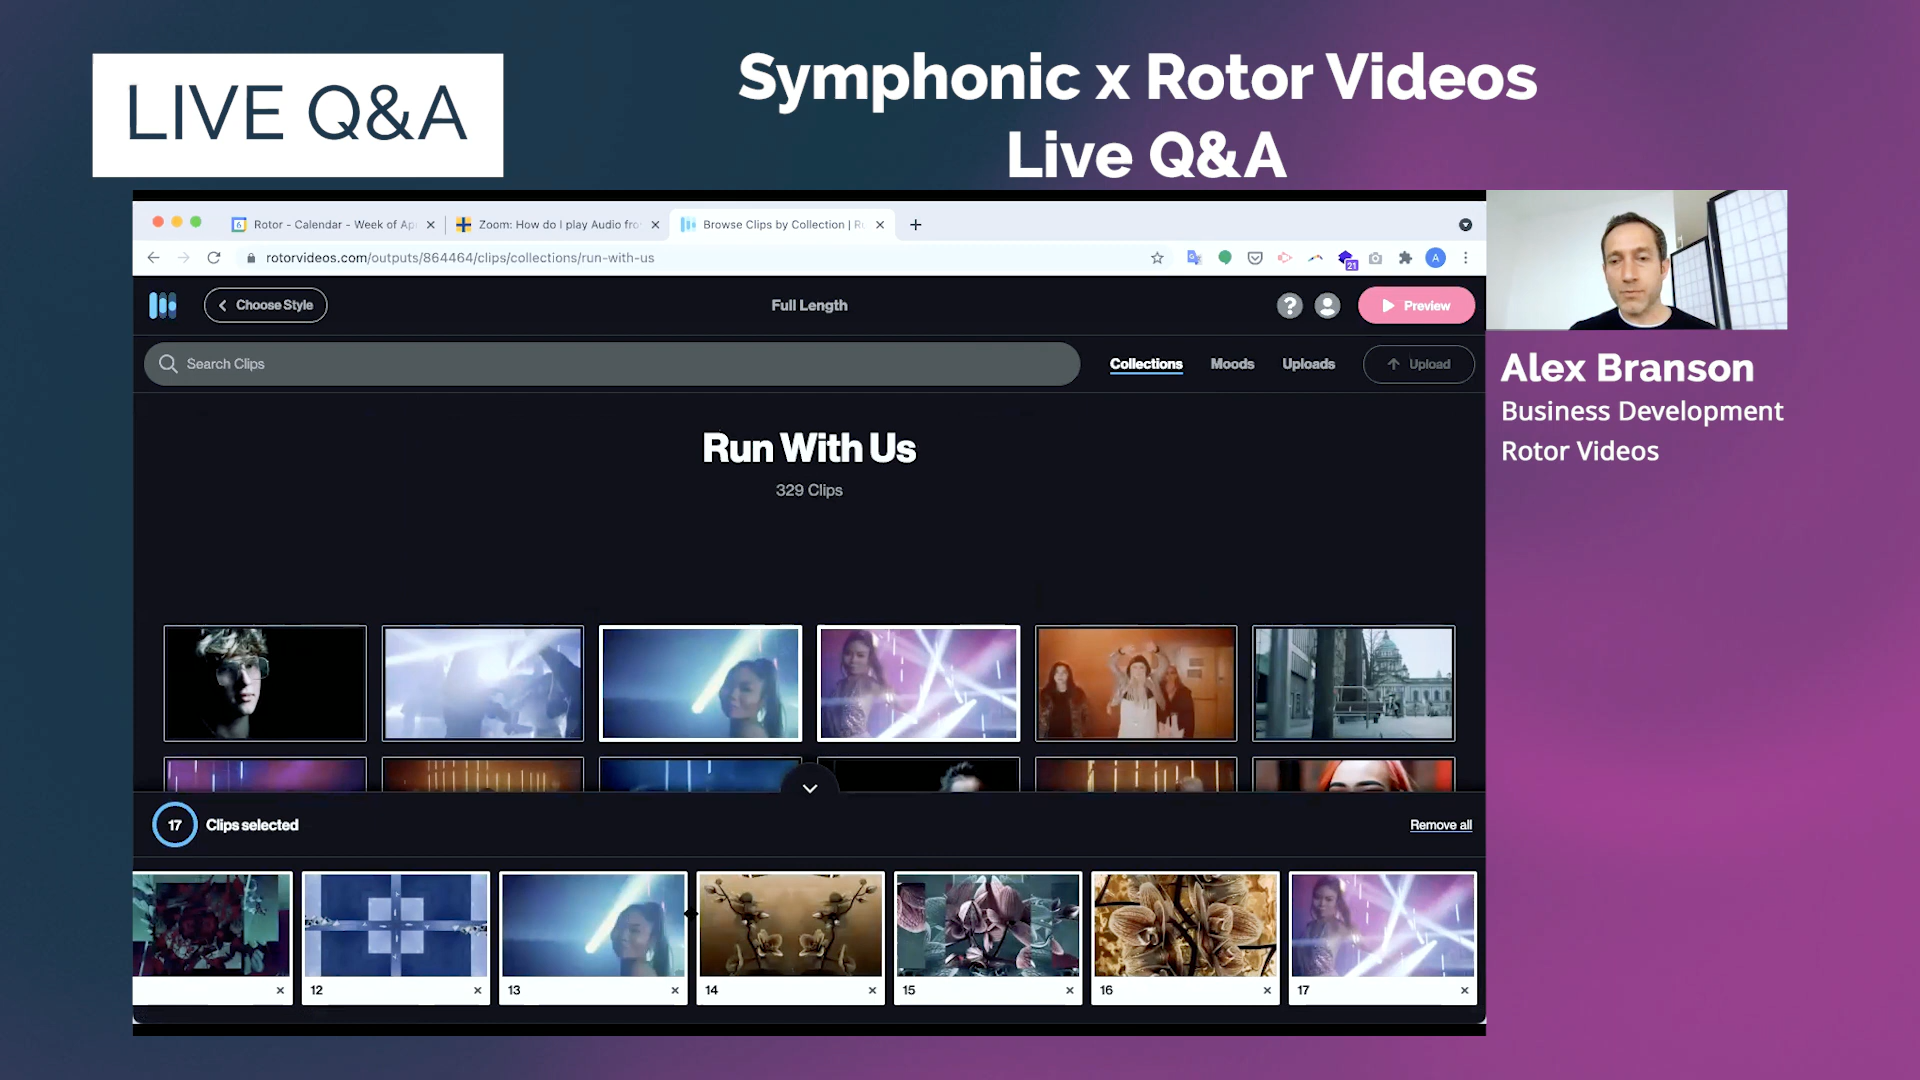 LIVE Q&A
Symphonic x Rotor Videos
Live Q&A
Rotor - Calendar - Week of Ap
Zoom: How do I play Audio fro
Browse Clips by Collection | R
rotorvideos.com/outputs/864464/clips/collections/run-with-us
21
A
Choose Style
Full Length
?
Preview
Search Clips
Collections
Moods
Uploads
Upload
Alex Branson
Business Development
Rotor Videos
Run With Us
329 Clips
17
Clips selected
Remove all
12
13
14
15
16
17